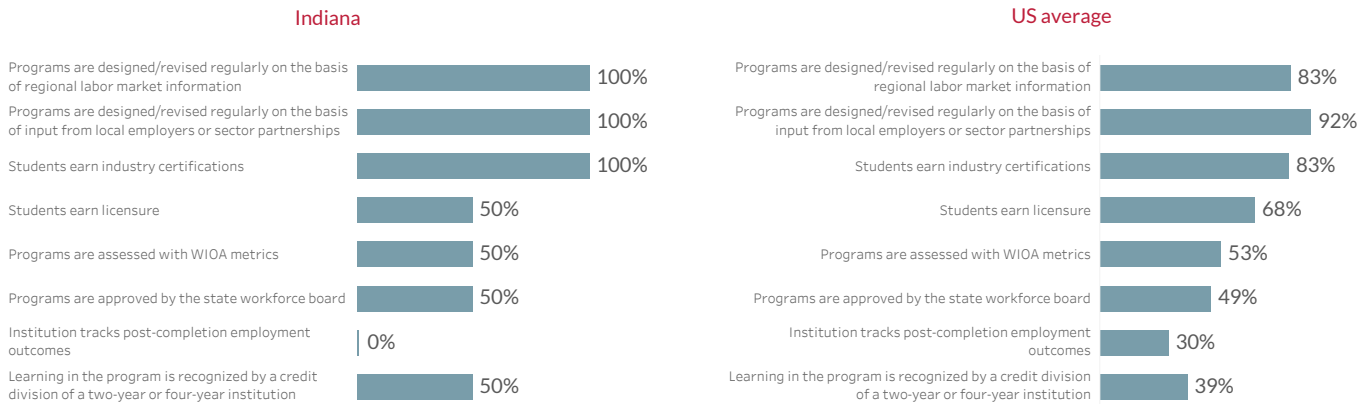 Indiana
Programs are designed/revised regularly on the basis
of regional labor market information
100%
Programs are designed/revised regularly on the basis
of input from local employers or sector partnerships
100%
Students earn industry certifications
100%
Students earn licensure
50%
Programs are assessed with WIOA metrics
50%
Programs are approved by the state workforce board
50%
Institution tracks post-completion employment
outcomes
0%
Learning in the program is recognized by a credit
division of a two-year or four-year institution
50%
US average
Programs are designed/revised regularly on the basis of
regional labor market information
83%
Programs are designed/revised regularly on the basis of
input from local employers or sector partnerships
92%
Students earn industry certifications
83%
Students earn licensure
68%
Programs are assessed with WIOA metrics
53%
Programs are approved by the state workforce board
49%
Institution tracks post-completion employment
outcomes
30%
Learning in the program is recognized by a credit division
of a two-year or four-year institution
39%